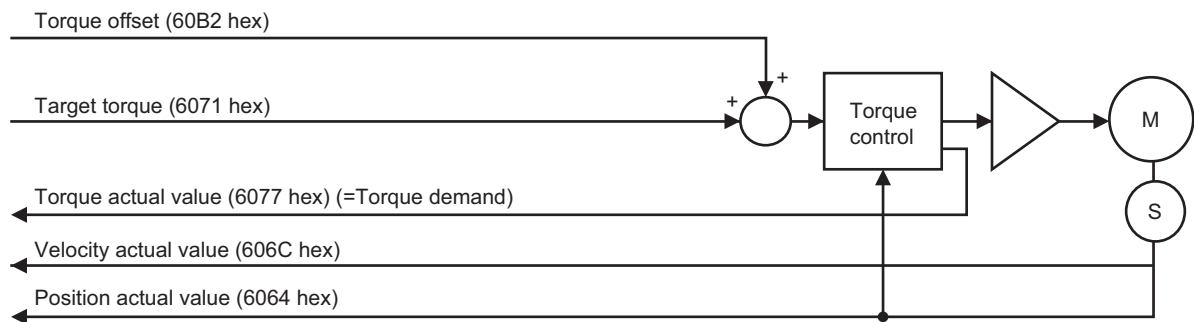 Torque offset (60B2 hex)
+
Target torque (6071 hex)
+
Torque
control
M
Torque actual value (6077 hex) (=Torque demand)
S
Velocity actual value (606C hex)
Position actual value (6064 hex)